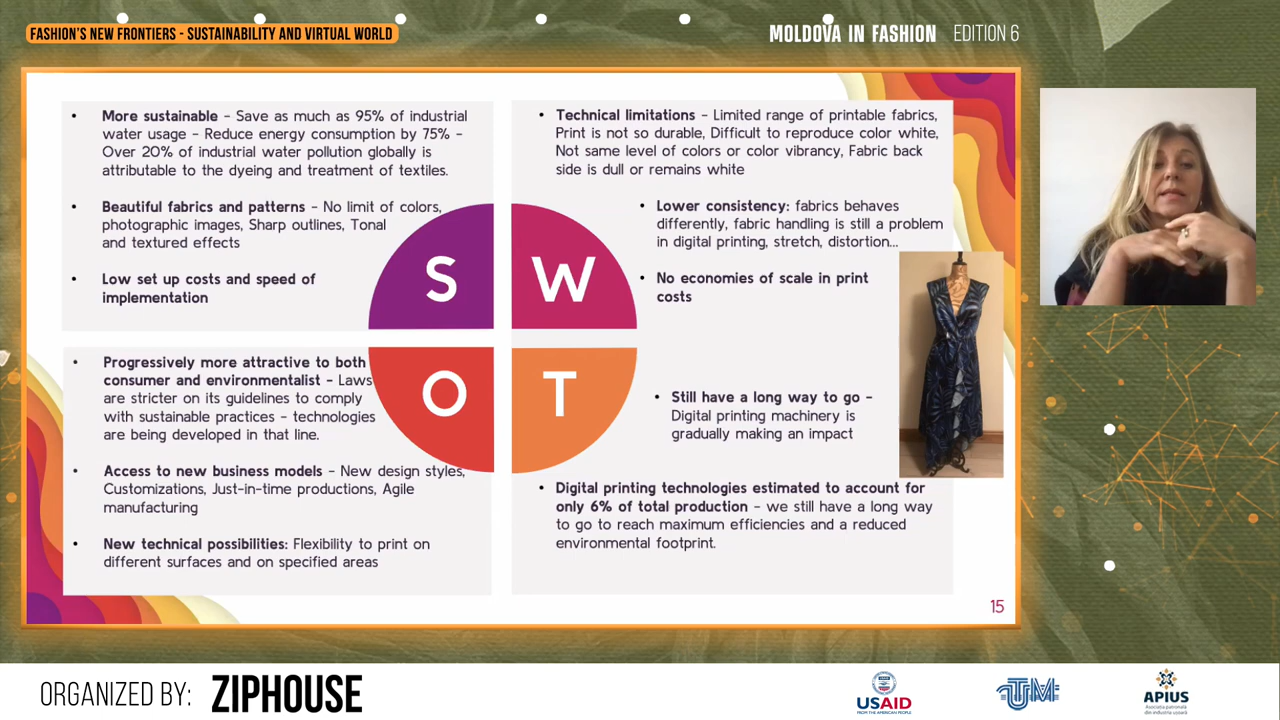 FASHION'S NEW FRONTIERS - SUSTAINABILITY AND VIRTUAL WORLD
MOLDOVA IN FASHION EDITION 6
• More sustainable – Save as much as 95% of industrial
water usage – Reduce energy consumption by 75% –
Over 20% of industrial water pollution globally is
attributable to the dyeing and treatment of textiles.
• Beautiful fabrics and patterns – No limit of colors,
photographic images, Sharp outlines, Tonal
and textured effects
• Low set up costs and speed of
implementation
S
• Technical limitations – Limited range of printable fabrics,
Print is not so durable, Difficult to reproduce color white,
Not same level of colors or color vibrancy, Fabric back
side is dull or remains white
• Lower consistency: fabrics behaves
differently, fabric handling is still a problem
in digital printing, stretch, distortion...
• No economies of scale in print
costs
W
• Progressively more attractive to both
consumer and environmentalist – Laws
are stricter on its guidelines to comply
with sustainable practices – technologies
are being developed in that line.
• Access to new business models – New design styles,
Customizations, Just-in-time productions, Agile
manufacturing
• New technical possibilities: Flexibility to print on
different surfaces and on specified areas
O
T
• Still have a long way to go –
Digital printing machinery is
gradually making an impact
• Digital printing technologies estimated to account for
only 6% of total production – we still have a long way
to go to reach maximum efficiencies and a reduced
environmental footprint.
15
ORGANIZED BY: ZIPHOUSE
USAID
FROM THE AMERICAN PEOPLE
UTM
APIUS
Asociația patronală
din industria ușoară